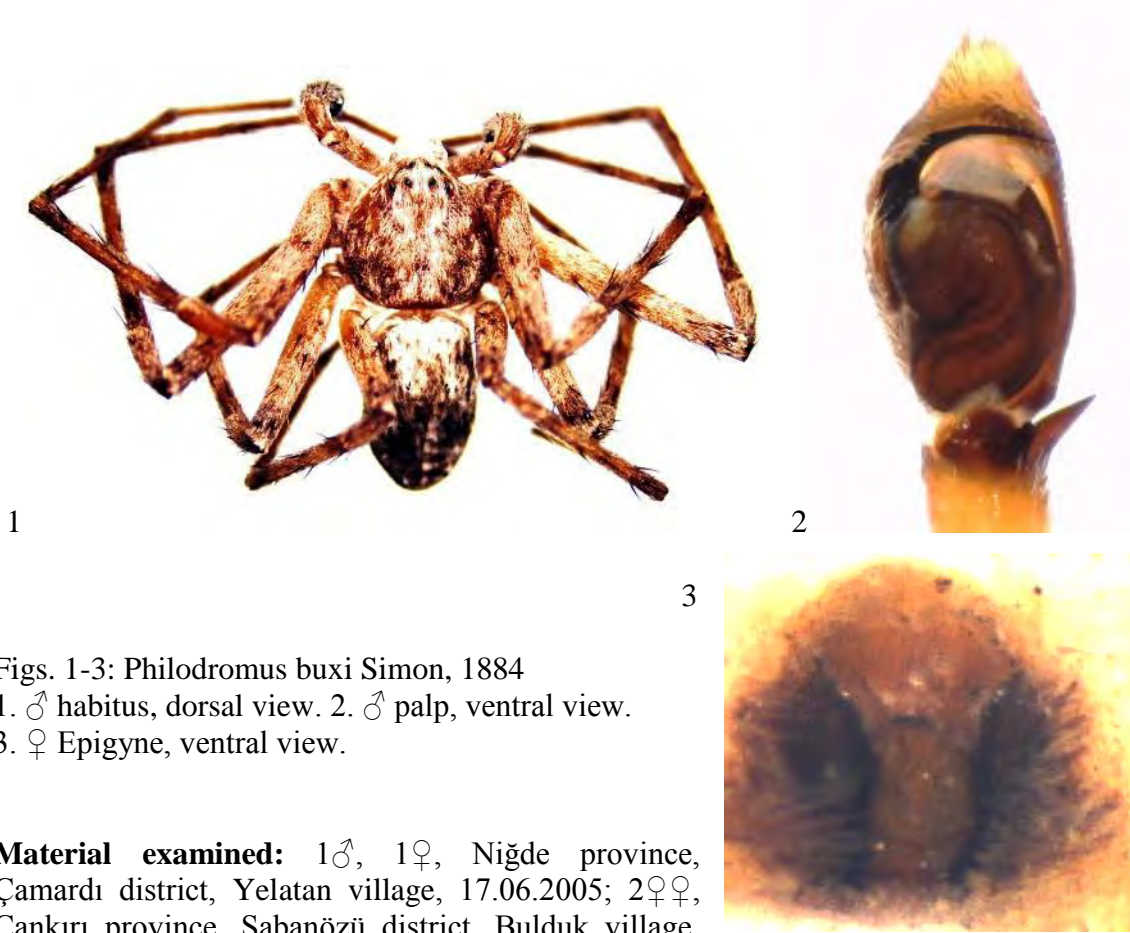 1
2
3
Figs. 1-3: Philodromus buxi Simon, 1884
1. ♂ habitus, dorsal view. 2. ♂ palp, ventral view.
3. ♀ Epigyne, ventral view.
Material examined: 1♂, 1♀, Niğde province,
Çamardı district, Yelatan village, 17.06.2005; 2♀♀,
Çankırı province, Şabanözü district, Bulduk village,